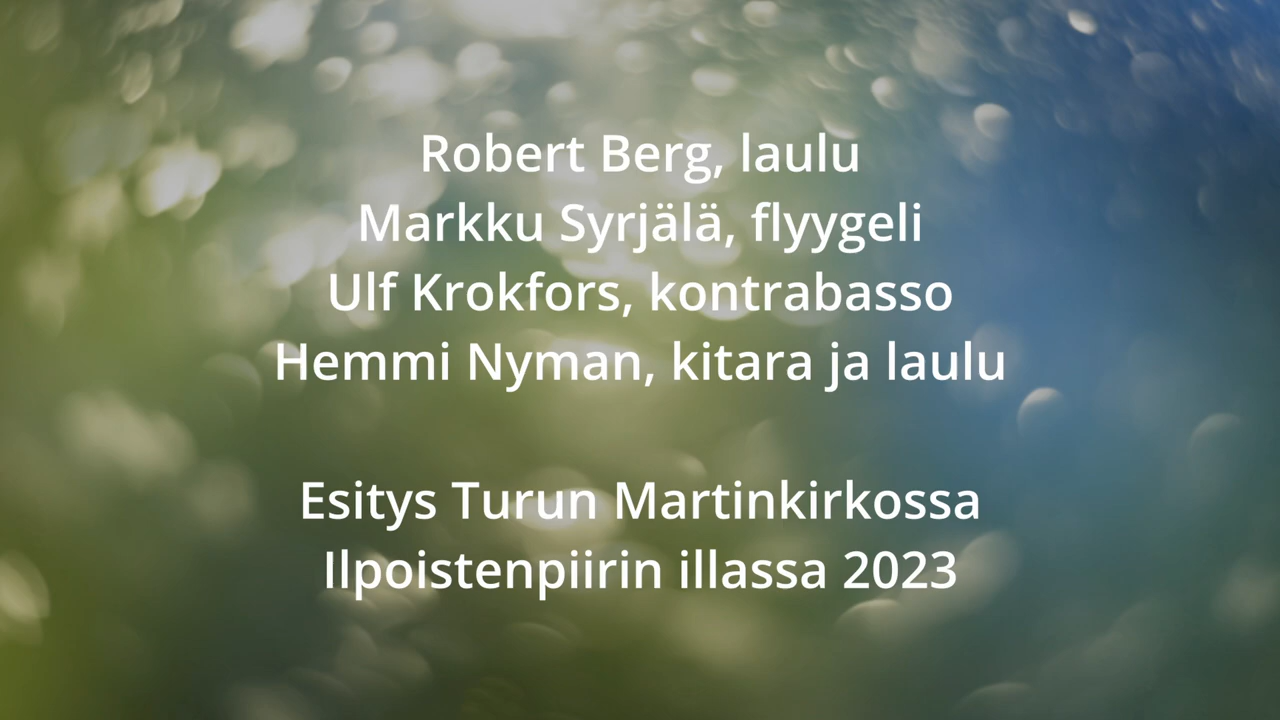 Robert Berg, laulu
Markku Syrjälä, flyygeli
Ulf Krokfors, kontrabasso
Hemmi Nyman, kitara ja laulu
Esitys Turun Martinkirkossa
Ilpoistenpiirin illassa 2023